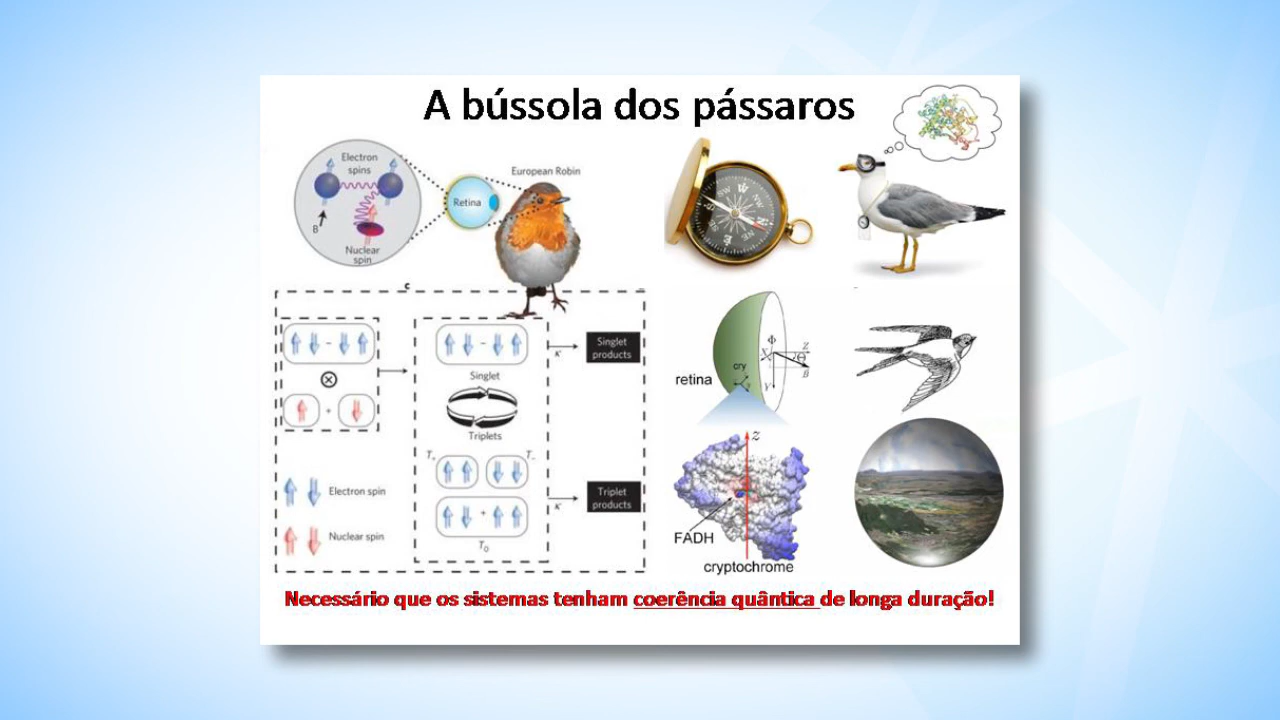 A bússola dos pássaros
Electron
spins
B
Nuclear
spin
Retina
European Robin
c
κ
Singlet
products
Singlet
Triplets
T₊
T₋
T₀
κ
Triplet
products
Electron spin
Nuclear spin
retina
cry
Φ
X
Y
Z
Θ
B
z
FADH
cryptochrome
Necessário que os sistemas tenham coerência quântica de longa duração!